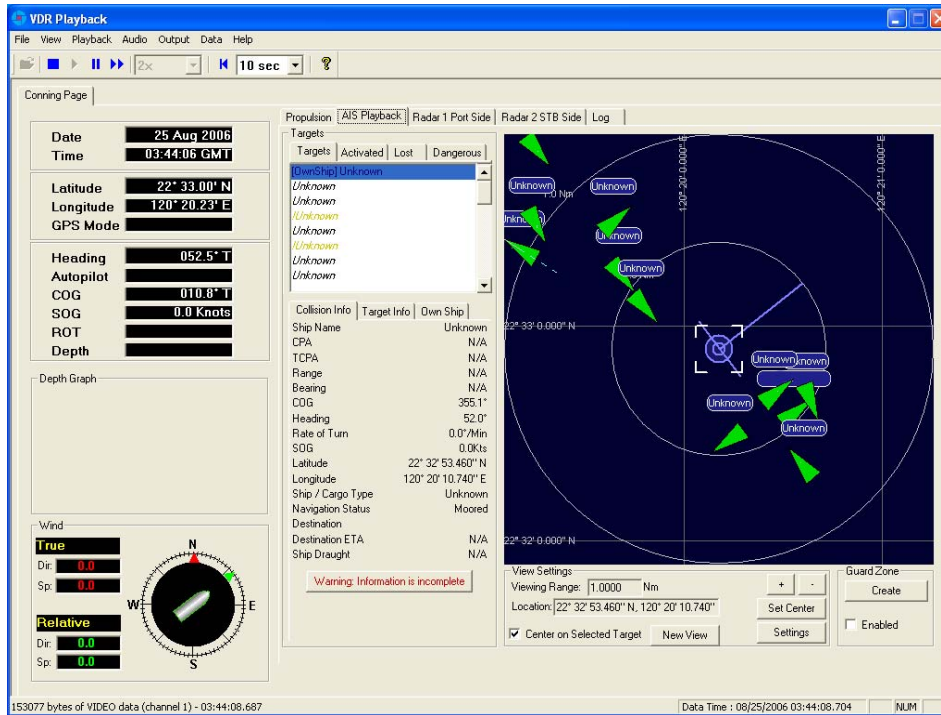 VDR Playback
File View Playback Audio Output Data Help
2x 10 sec ?
Conning Page
Propulsion AIS Playback Radar 1 Port Side Radar 2 STB Side Log
Date 25 Aug 2006
Time 03:44:06 GMT
Latitude 22° 33.00' N
Longitude 120° 20.23' E
GPS Mode
Heading 052.5° T
Autopilot
COG 010.8° T
SOG 0.0 Knots
ROT
Depth
Depth Graph
Wind
True
Dir: 0.0
Sp: 0.0
Relative
Dir: 0.0
Sp: 0.0
N
W E
S
Targets
Targets Activated Lost Dangerous
[OwnShip] Unknown
Unknown
Unknown
!Unknown
Unknown
!Unknown
Unknown
Unknown
Collision Info Target Info Own Ship
Ship Name Unknown
CPA N/A
TCPA N/A
Range N/A
Bearing N/A
COG 355.1°
Heading 52.0°
Rate of Turn 0.0°/Min
SOG 0.0Kts
Latitude 22° 32' 53.460" N
Longitude 120° 20' 10.740" E
Ship / Cargo Type Unknown
Navigation Status Moored
Destination
Destination ETA N/A
Ship Draught N/A
Warning: Information is incomplete
120° 20' 0.000" E
120° 21' 0.000" E
Unknown Unknown
1.0 Nm
Unknown
Unknown
22° 33' 0.000" N
Unknown
Unknown
Unknown
22° 32' 0.000" N
View Settings
Viewing Range: 1.0000 Nm + -
Location: 22° 32' 53.460" N, 120° 20' 10.740" Set Center
Center on Selected Target New View Settings
Guard Zone
Create
Enabled
153077 bytes of VIDEO data (channel 1) - 03:44:08.687 Data Time : 08/25/2006 03:44:08.704 NUM